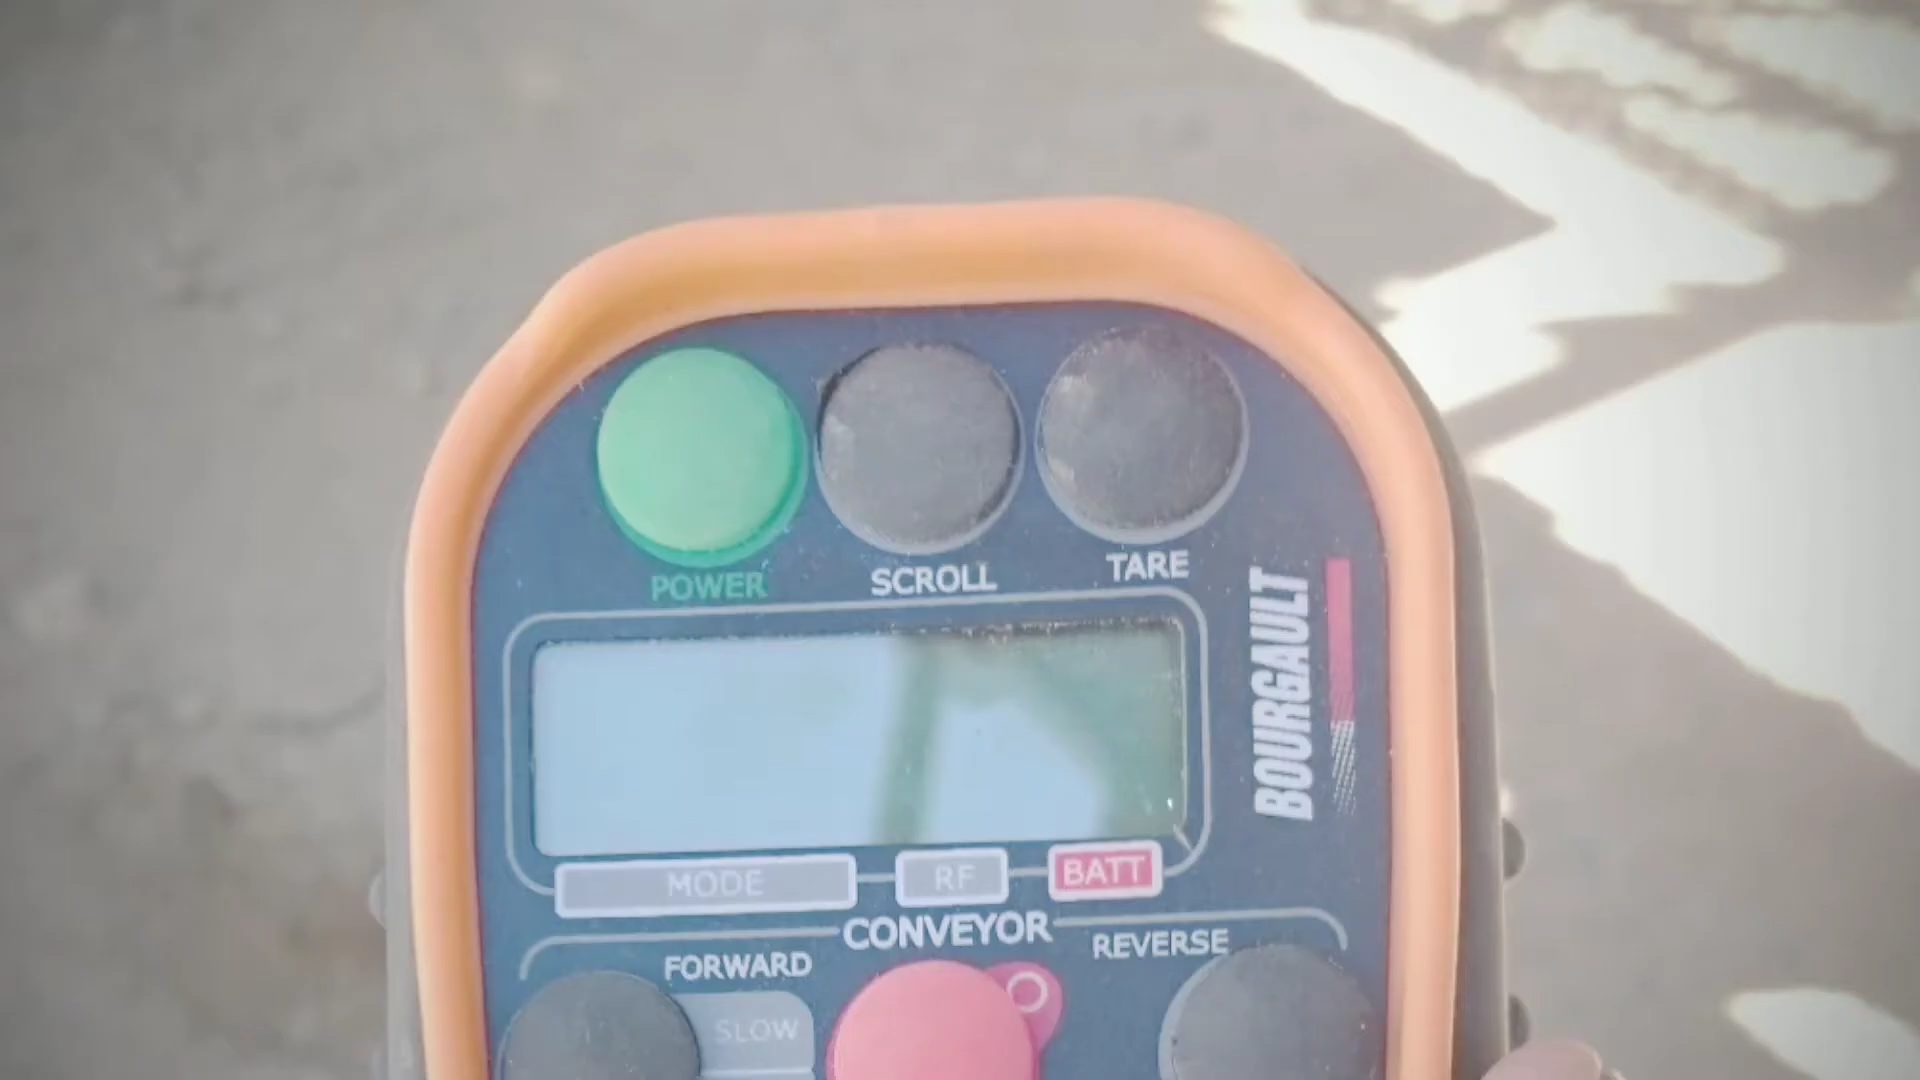 POWER
SCROLL
TARE
BOURGAULT
MODE
RF
BATT
CONVEYOR
FORWARD
REVERSE
SLOW